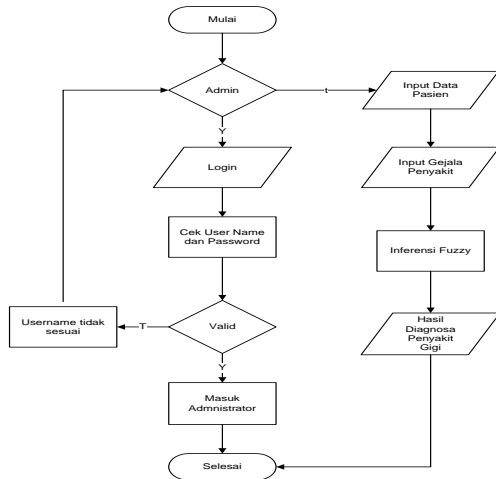 Mulai
Admin
t
Input Data
Pasien
Y
Login
Input Gejala
Penyakit
Cek User Name
dan Password
Inferensi Fuzzy
Username tidak
sesuai
T
Valid
Hasil
Diagnosa
Penyakit
Gigi
Y
Masuk
Admnistrator
Selesai